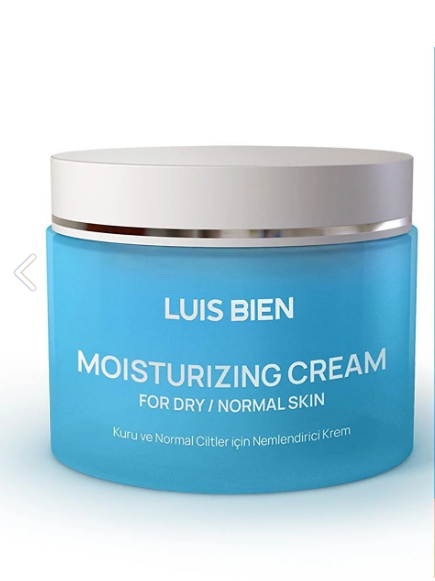 LUIS BIEN
MOISTURIZING CREAM
FOR DRY / NORMAL SKIN
Kuru ve Normal Ciltler için Nemlendirici Krem